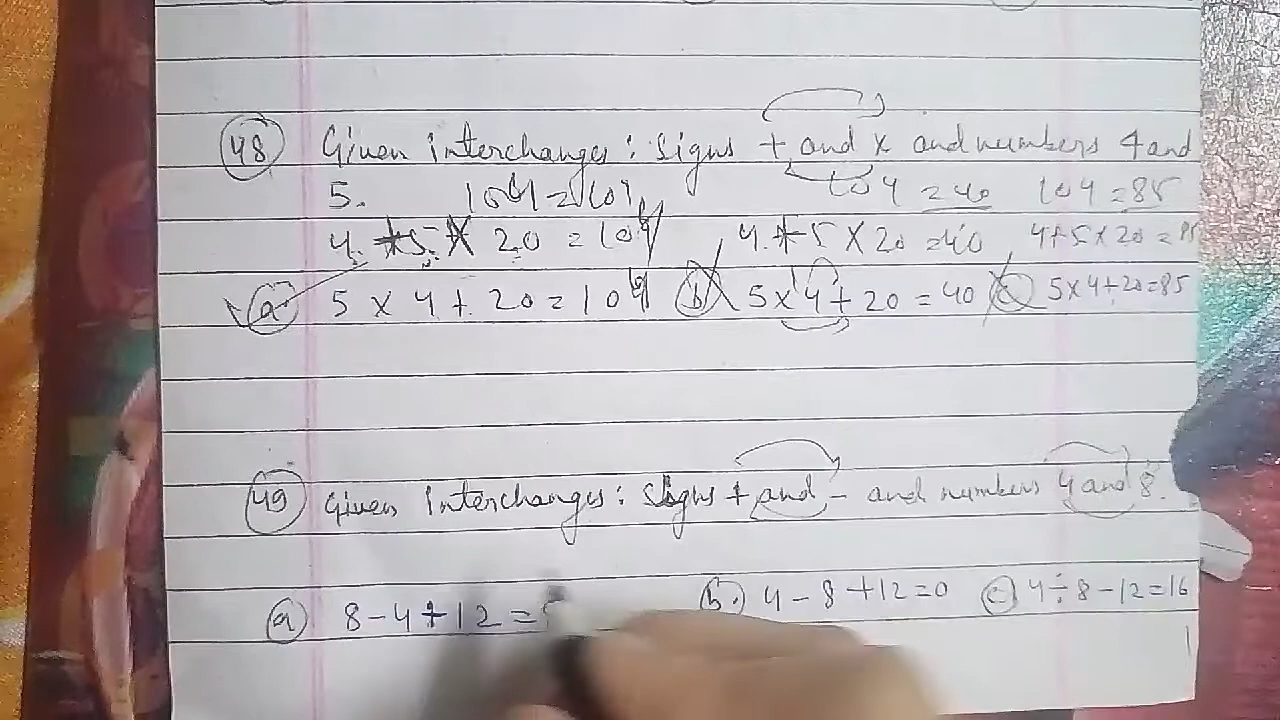 48 Given interchanges: Signs + and x and numbers 4 and
5. 104 = 104 104 = 40 104 = 85
4 + 5 x 20 = 104 4 + 5 x 20 = 40 4 + 5 x 20 = 85
a 5 x 4 + 20 = 104 b 5 x 4 + 20 = 40 c 5 x 4 + 20 = 85
49 Given Interchanges: Signs + and - and numbers 4 and 8.
a 8 - 4 + 12 = b. 4 - 8 + 12 = 0 c 4 ÷ 8 - 12 = 16